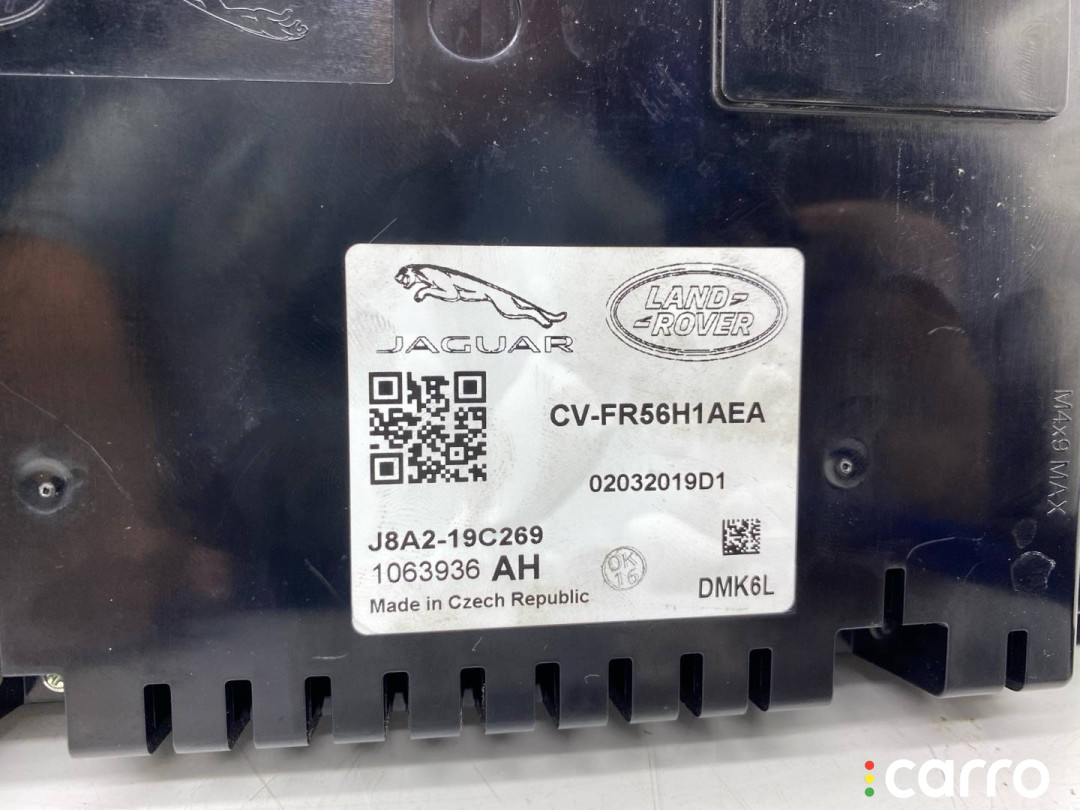 JAGUAR
LAND-
-ROVER
CV-FR56H1AEA
02032019D1
J8A2-19C269
1063936 AH
OK
16
Made in Czech Republic
DMK6L
M4x9 MAX
carro